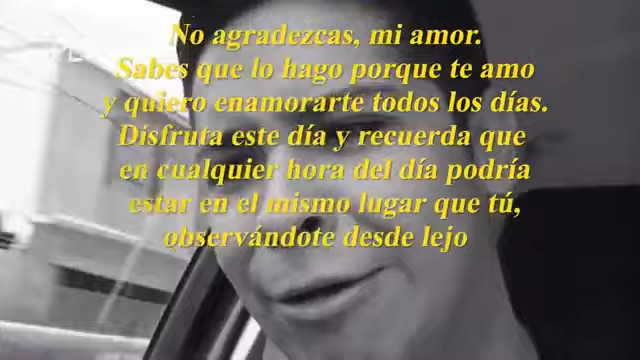 No agradezcas, mi amor.
Sabes que lo hago porque te amo
y quiero enamorarte todos los días.
Disfruta este día y recuerda que
en cualquier hora del día podría
estar en el mismo lugar que tú,
observándote desde lejo